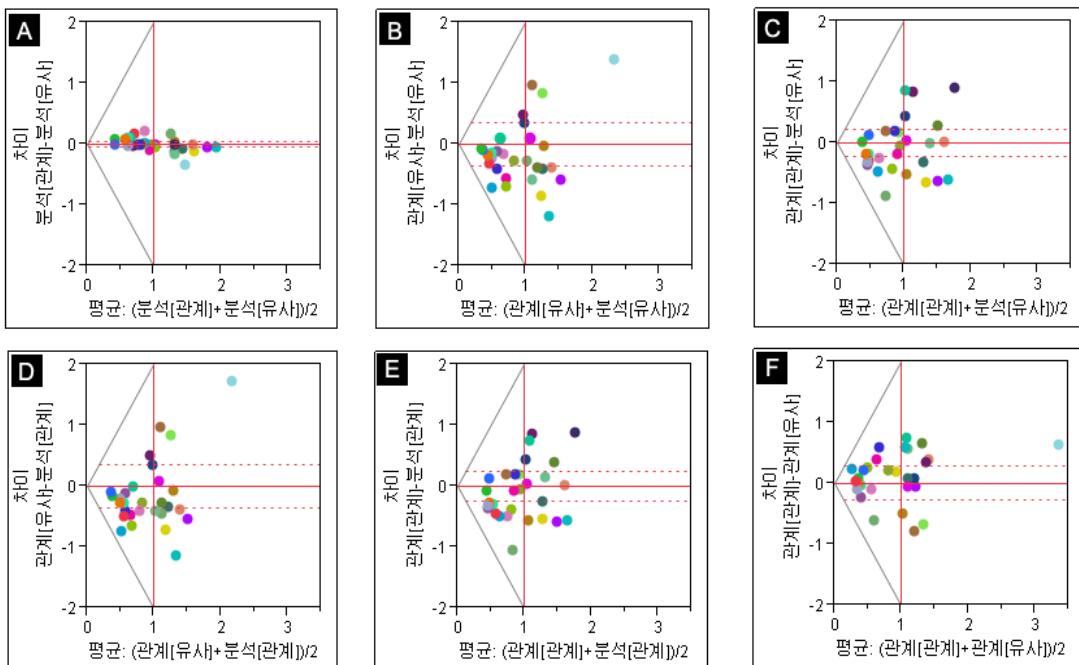 A
2
1
0
-1
-2
차이
분석[관계]-분석[유사]
0 1 2 3
평균: (분석[관계]+분석[유사])/2
B
2
1
0
-1
-2
차이
관계[유사]-분석[유사]
0 1 2 3
평균: (관계[유사]+분석[유사])/2
C
2
1
0
-1
-2
차이
관계[관계]-분석[유사]
0 1 2 3
평균: (관계[관계]+분석[유사])/2
D
2
1
0
-1
-2
차이
관계[유사]-분석[관계]
0 1 2 3
평균: (관계[유사]+분석[관계])/2
E
2
1
0
-1
-2
차이
관계[관계]-분석[관계]
0 1 2 3
평균: (관계[관계]+분석[관계])/2
F
2
1
0
-1
-2
차이
관계[관계]-관계[유사]
0 1 2 3
평균: (관계[관계]+관계[유사])/2